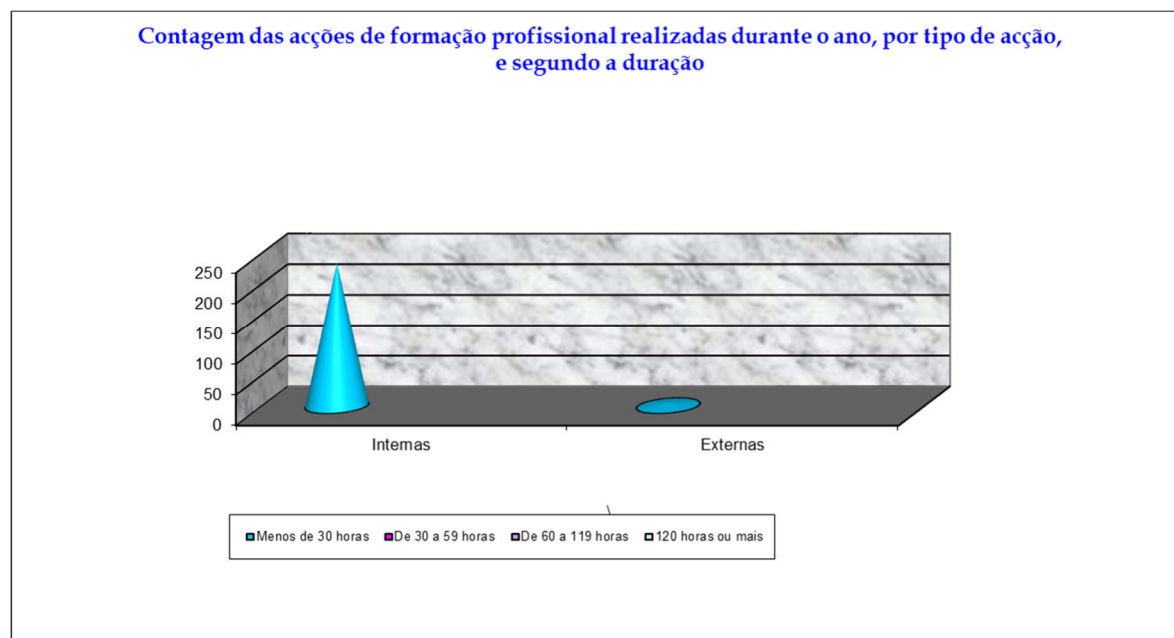 Contagem das acções de formação profissional realizadas durante o ano, por tipo de acção,
e segundo a duração
250
200
150
100
50
0
Internas
Externas
Menos de 30 horas
De 30 a 59 horas
De 60 a 119 horas
120 horas ou mais